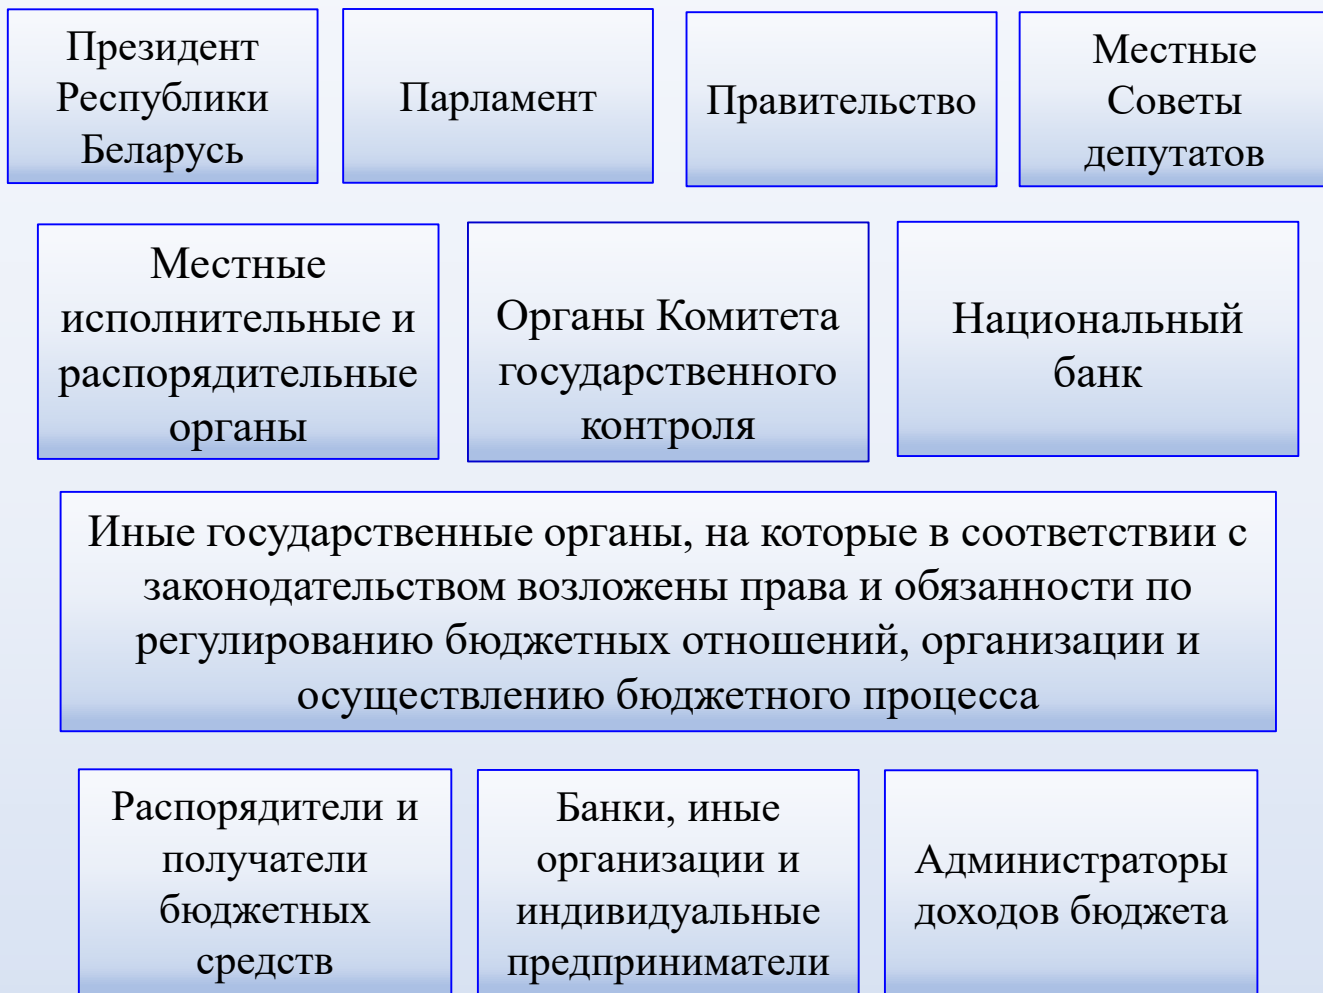 Президент
Республики
Беларусь
Парламент
Правительство
Местные
Советы
депутатов
Местные
исполнительные и
распорядительные
органы
Органы Комитета
государственного
контроля
Национальный
банк
Иные государственные органы, на которые в соответствии с
законодательством возложены права и обязанности по
регулированию бюджетных отношений, организации и
осуществлению бюджетного процесса
Распорядители и
получатели
бюджетных
средств
Банки, иные
организации и
индивидуальные
предприниматели
Администраторы
доходов бюджета